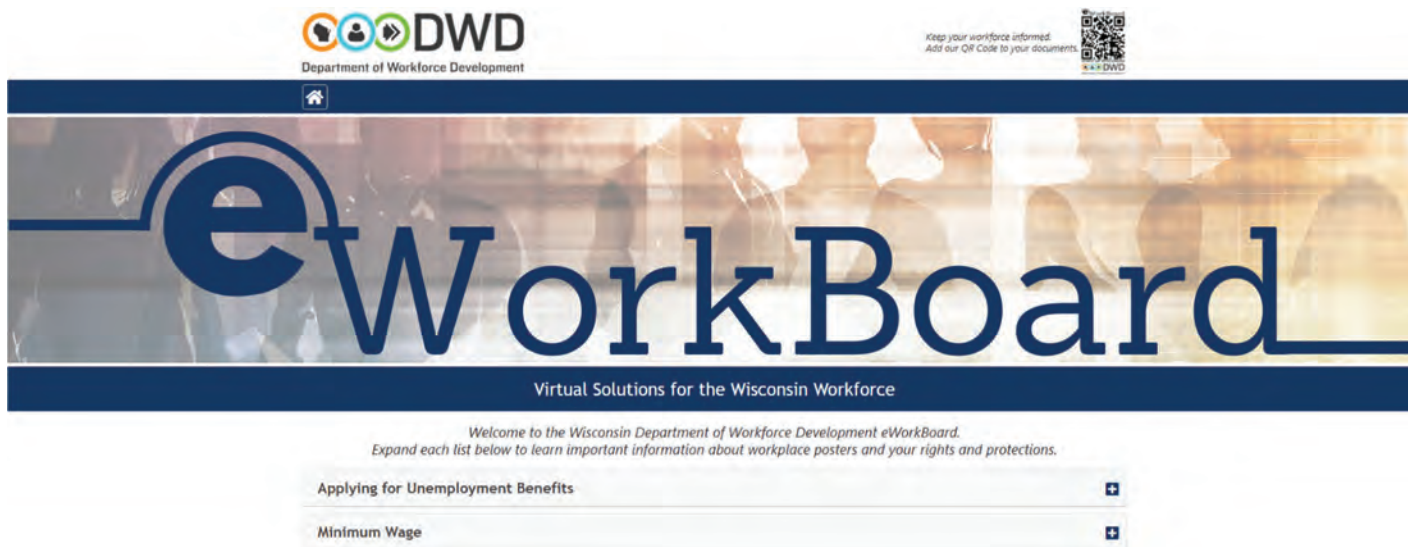 DWD
Department of Workforce Development
Keep your workforce informed.
Add our QR Code to your documents.
DWD
eWorkBoard
Virtual Solutions for the Wisconsin Workforce
Welcome to the Wisconsin Department of Workforce Development eWorkBoard.
Expand each list below to learn important information about workplace posters and your rights and protections.
Applying for Unemployment Benefits
Minimum Wage